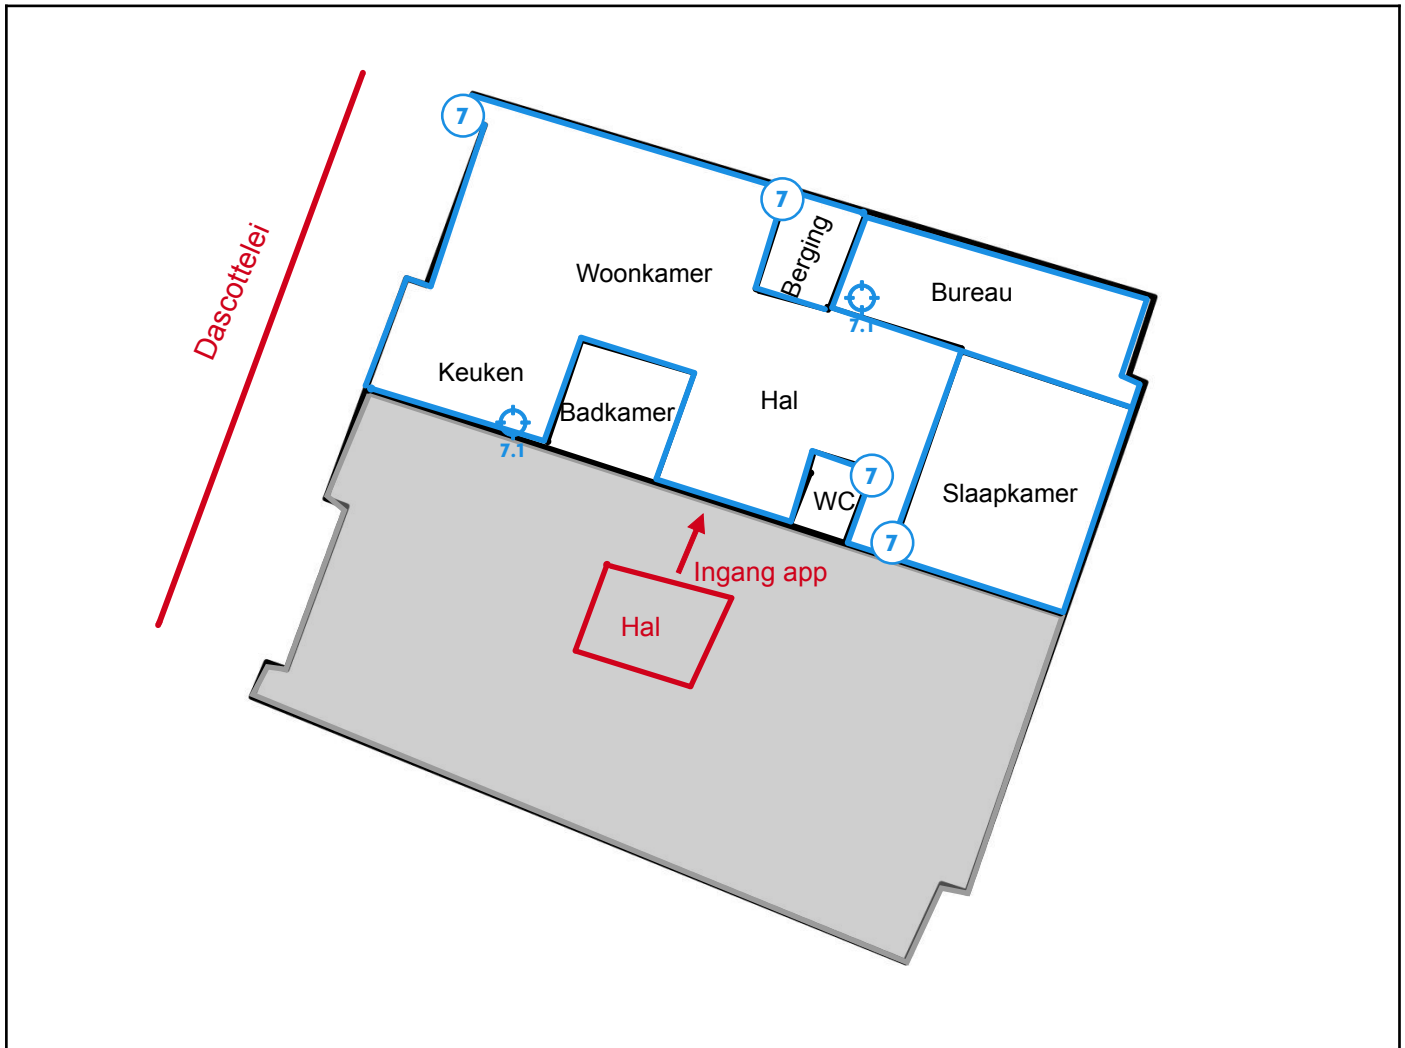 7
7
Dascottelei
Woonkamer
Berging
Bureau
7.1
Keuken
Hal
Badkamer
7.1
7
WC
Slaapkamer
7
Ingang app
Hal